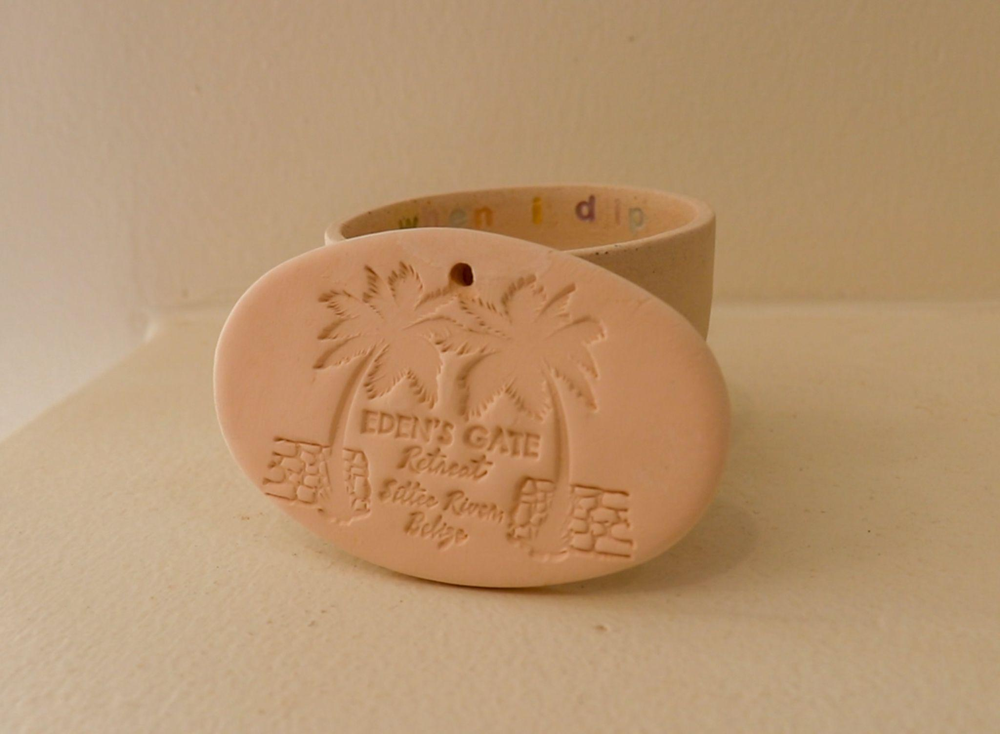 when i dip
EDEN'S GATE
Retreat
Sittee River,
Belize